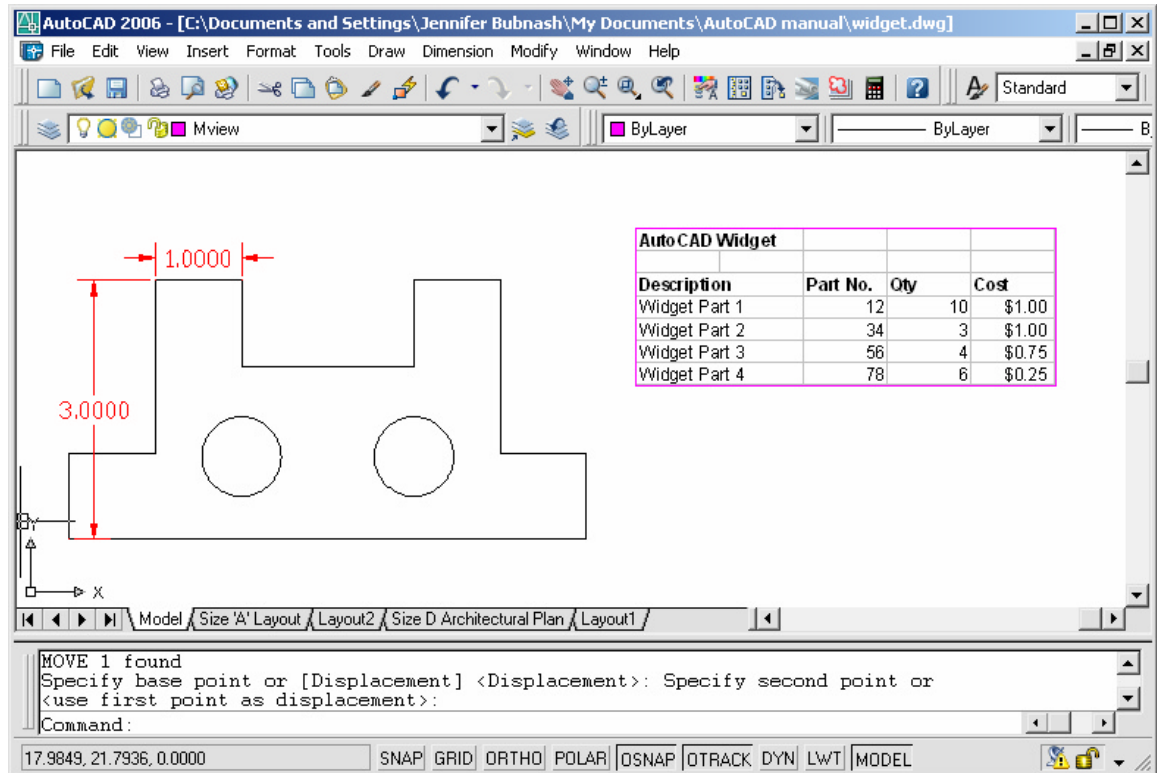 AutoCAD 2006 - [C:\Documents and Settings\Jennifer Bubnash\My Documents\AutoCAD manual\widget.dwg]
File Edit View Insert Format Tools Draw Dimension Modify Window Help
Standard
Mview ByLayer ByLayer B
AutoCAD Widget
1.0000
Description Part No. Qty Cost
Widget Part 1 12 10 $1.00
Widget Part 2 34 3 $1.00
Widget Part 3 56 4 $0.75
Widget Part 4 78 6 $0.25
3.0000
Y
X
Model Size 'A' Layout Layout2 Size D Architectural Plan Layout1
MOVE 1 found
Specify base point or [Displacement] <Displacement>: Specify second point or
<use first point as displacement>:
Command:
17.9849, 21.7936, 0.0000 SNAP GRID ORTHO POLAR OSNAP OTRACK DYN LWT MODEL